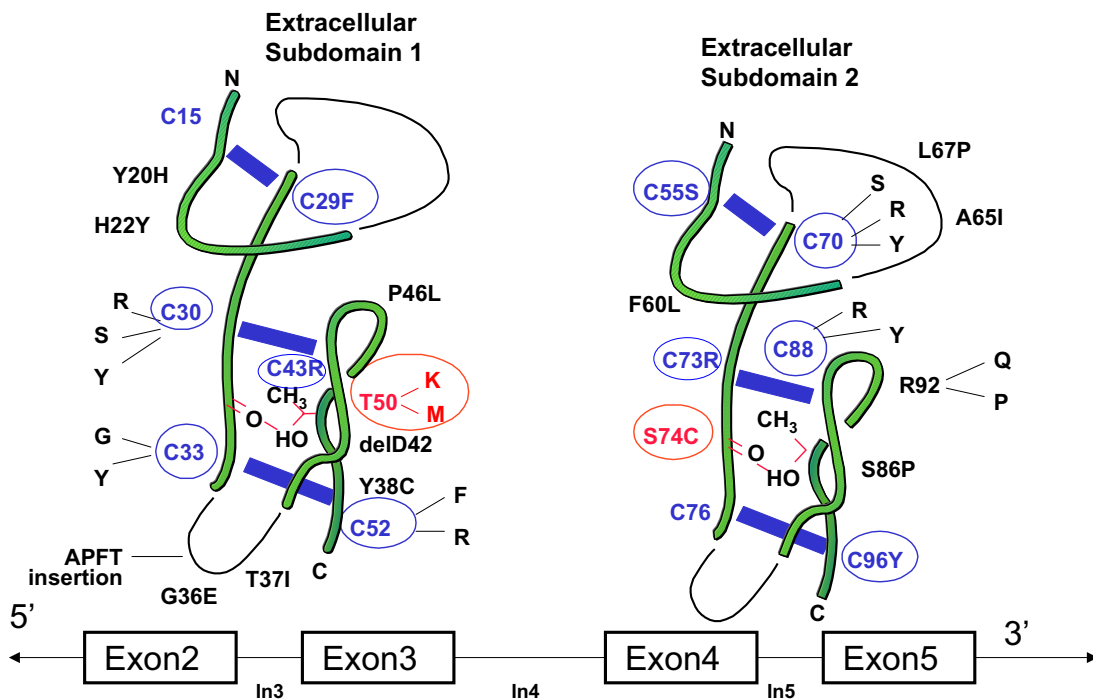 Extracellular
Subdomain 1
N
C15
Y20H
H22Y
C29F
R
S
Y
C30
P46L
C43R
CH3
T50
K
M
O
HO
delD42
G
Y
C33
Y38C
C52
F
R
APFT
insertion
T37I
G36E
C
Extracellular
Subdomain 2
N
L67P
C55S
S
R
Y
C70
A65I
F60L
R
Y
C88
C73R
R92
Q
P
CH3
S74C
O
HO
S86P
C76
C96Y
C
5’
3’
Exon2
Exon3
Exon4
Exon5
In3
In4
In5